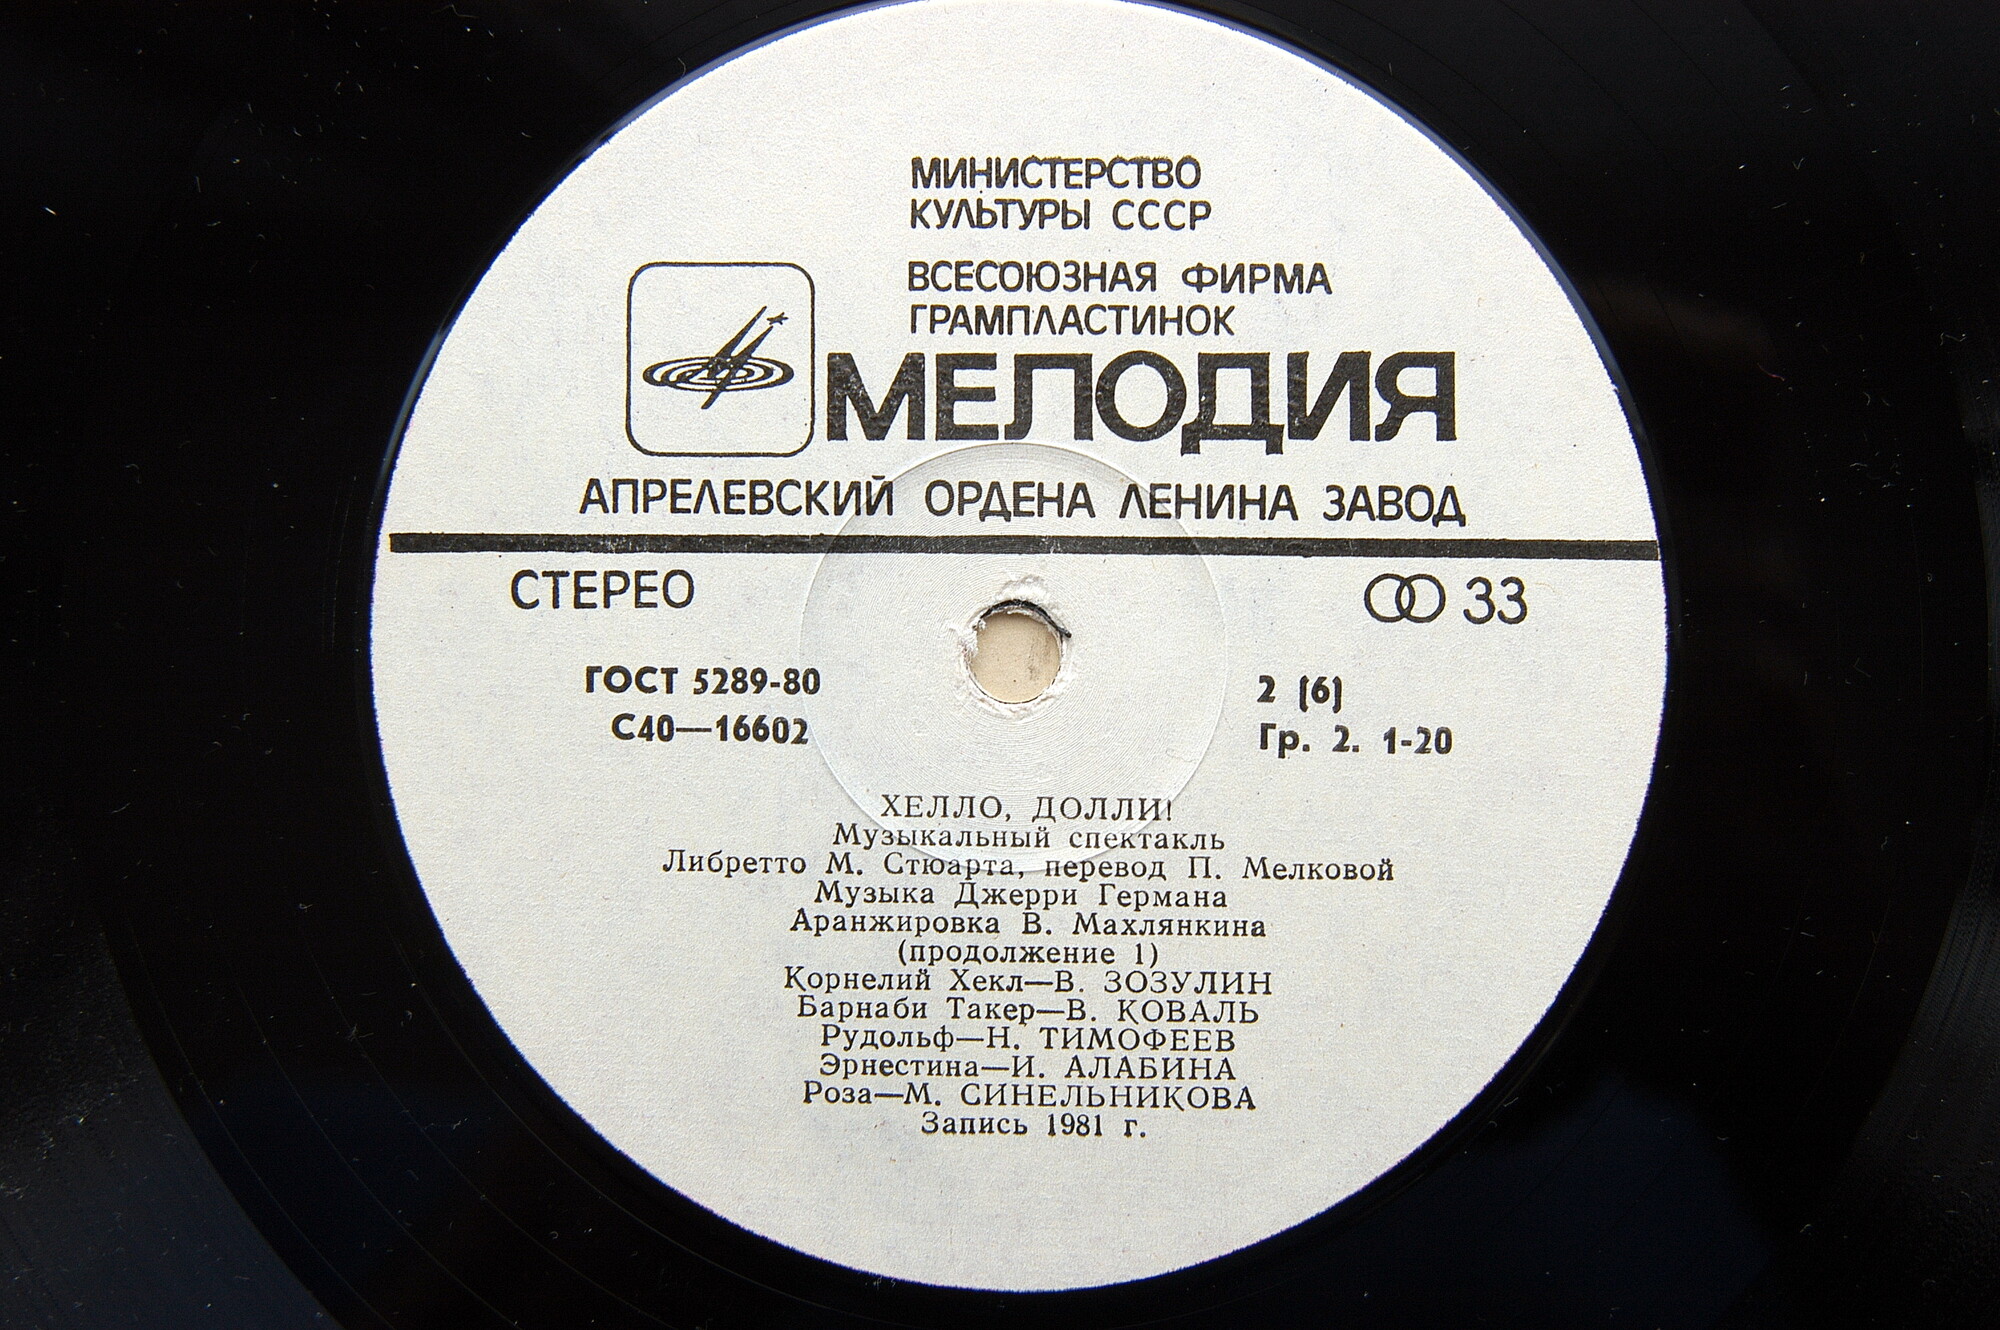 МИНИСТЕРСТВО
КУЛЬТУРЫ СССР
ВСЕСОЮЗНАЯ ФИРМА
ГРАМПЛАСТИНОК
МЕЛОДИЯ
АПРЕЛЕВСКИЙ ОРДЕНА ЛЕНИНА ЗАВОД
СТЕРЕО
33
ГОСТ 5289-80
2 (6)
С40—16602
Гр. 2. 1-20
ХЕЛЛО, ДОЛЛИ!
Музыкальный спектакль
Либретто М. Стюарта, перевод П. Мелковой
Музыка Джерри Германа
Аранжировка В. Махлянкина
(продолжение 1)
Корнелий Хекл—В. ЗОЗУЛИН
Барнаби Такер—В. КОВАЛЬ
Рудольф—Н. ТИМОФЕЕВ
Эрнестина—И. АЛАБИНА
Роза—М. СИНЕЛЬНИКОВА
Запись 1981 г.